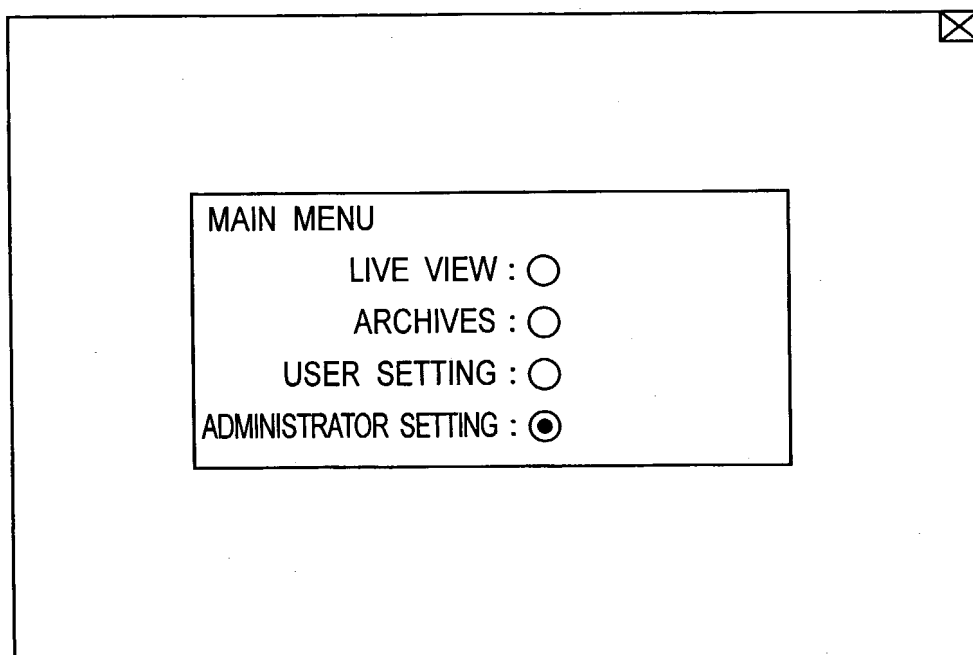 MAIN MENU
LIVE VIEW :
ARCHIVES :
USER SETTING :
ADMINISTRATOR SETTING :